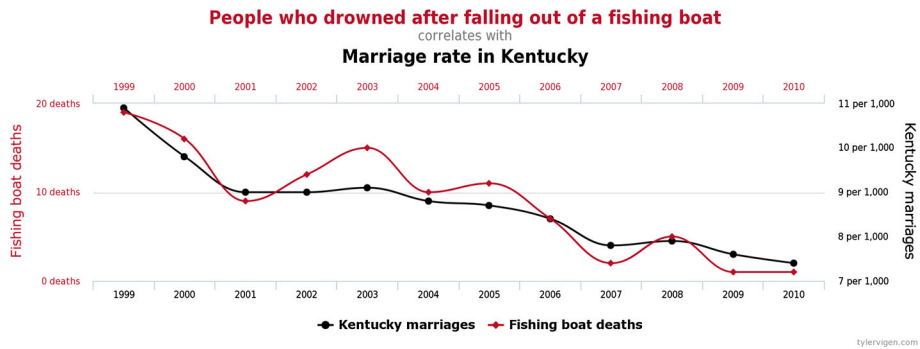 People who drowned after falling out of a fishing boat
correlates with
Marriage rate in Kentucky
1999 2000 2001 2002 2003 2004 2005 2006 2007 2008 2009 2010
20 deaths
10 deaths
0 deaths
Fishing boat deaths
11 per 1,000
10 per 1,000
9 per 1,000
8 per 1,000
7 per 1,000
Kentucky marriages
1999 2000 2001 2002 2003 2004 2005 2006 2007 2008 2009 2010
Kentucky marriages Fishing boat deaths
tylervigen.com